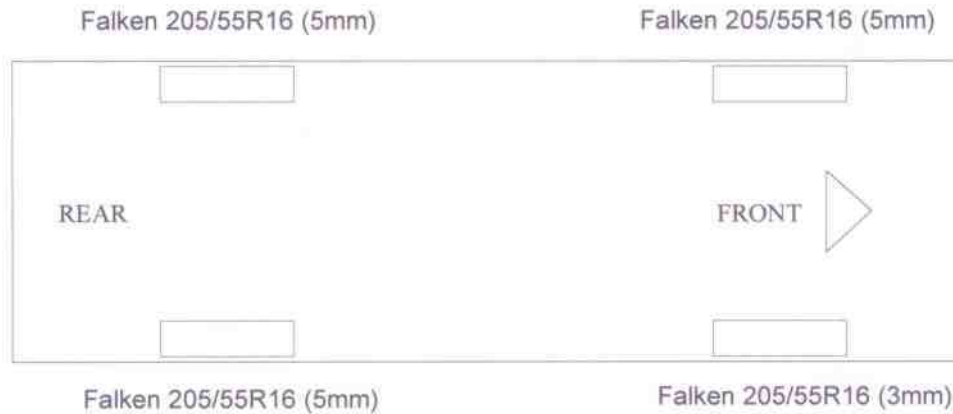 Falken 205/55R16 (5mm) Falken 205/55R16 (5mm)
REAR FRONT
Falken 205/55R16 (5mm) Falken 205/55R16 (3mm)